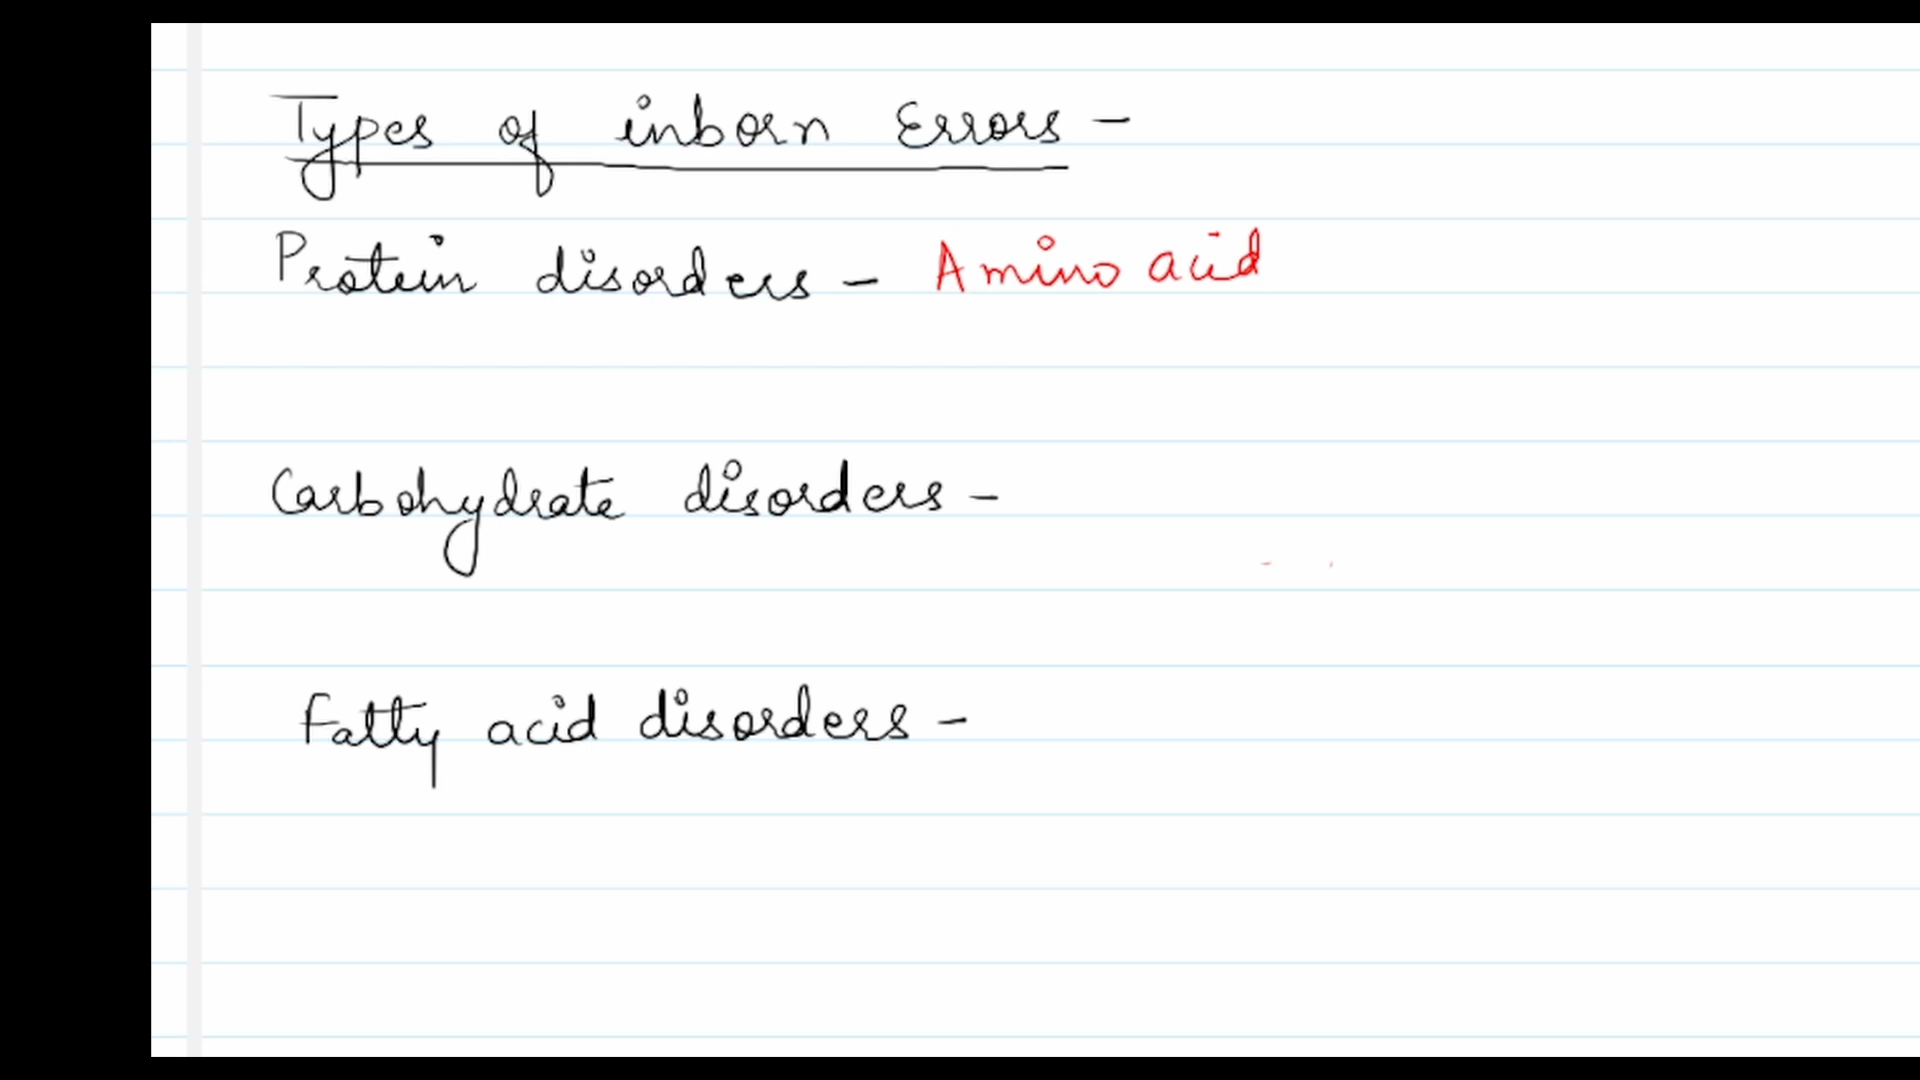 Types of inborn Errors -
Protein disorders - Amino acid
Carbohydrate disorders -
Fatty acid disorders -